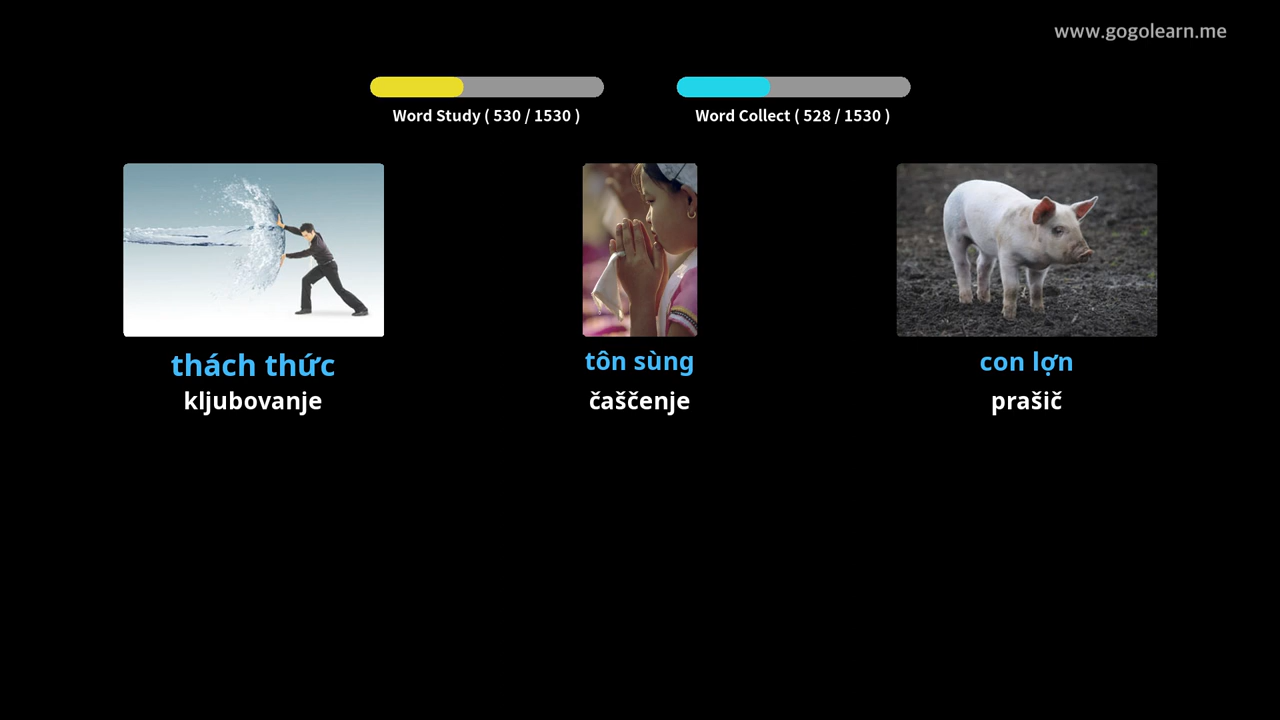 www.gogolearn.me
Word Study ( 530 / 1530 )
Word Collect ( 528 / 1530 )
thách thức
kljubovanje
tôn sùng
čaščenje
con lợn
prašič